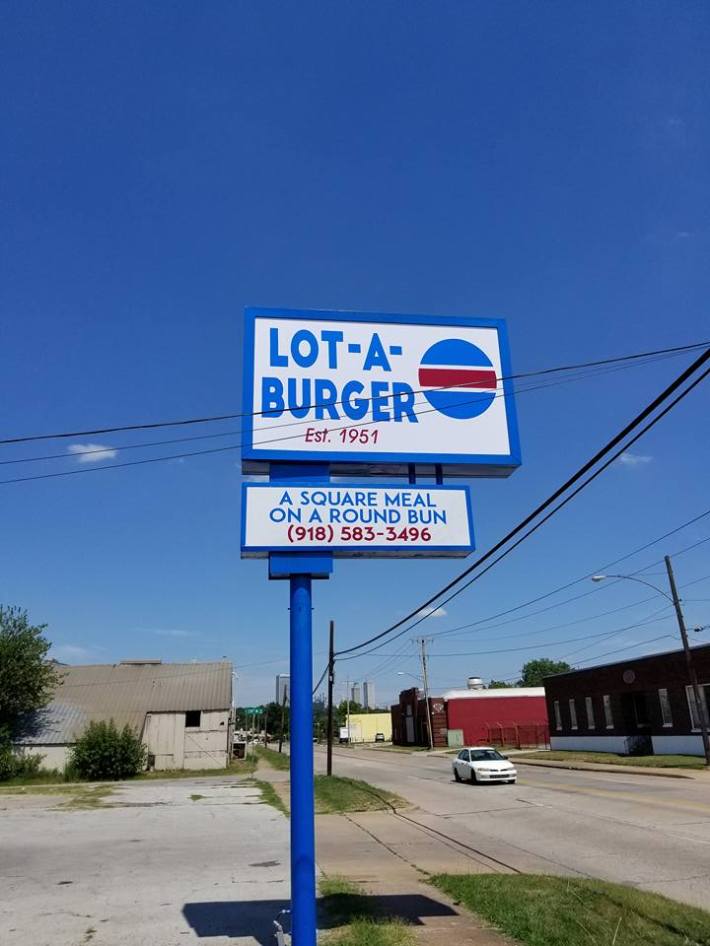 LOT-A-
BURGER
Est. 1951
A SQUARE MEAL
ON A ROUND BUN
(918) 583-3496